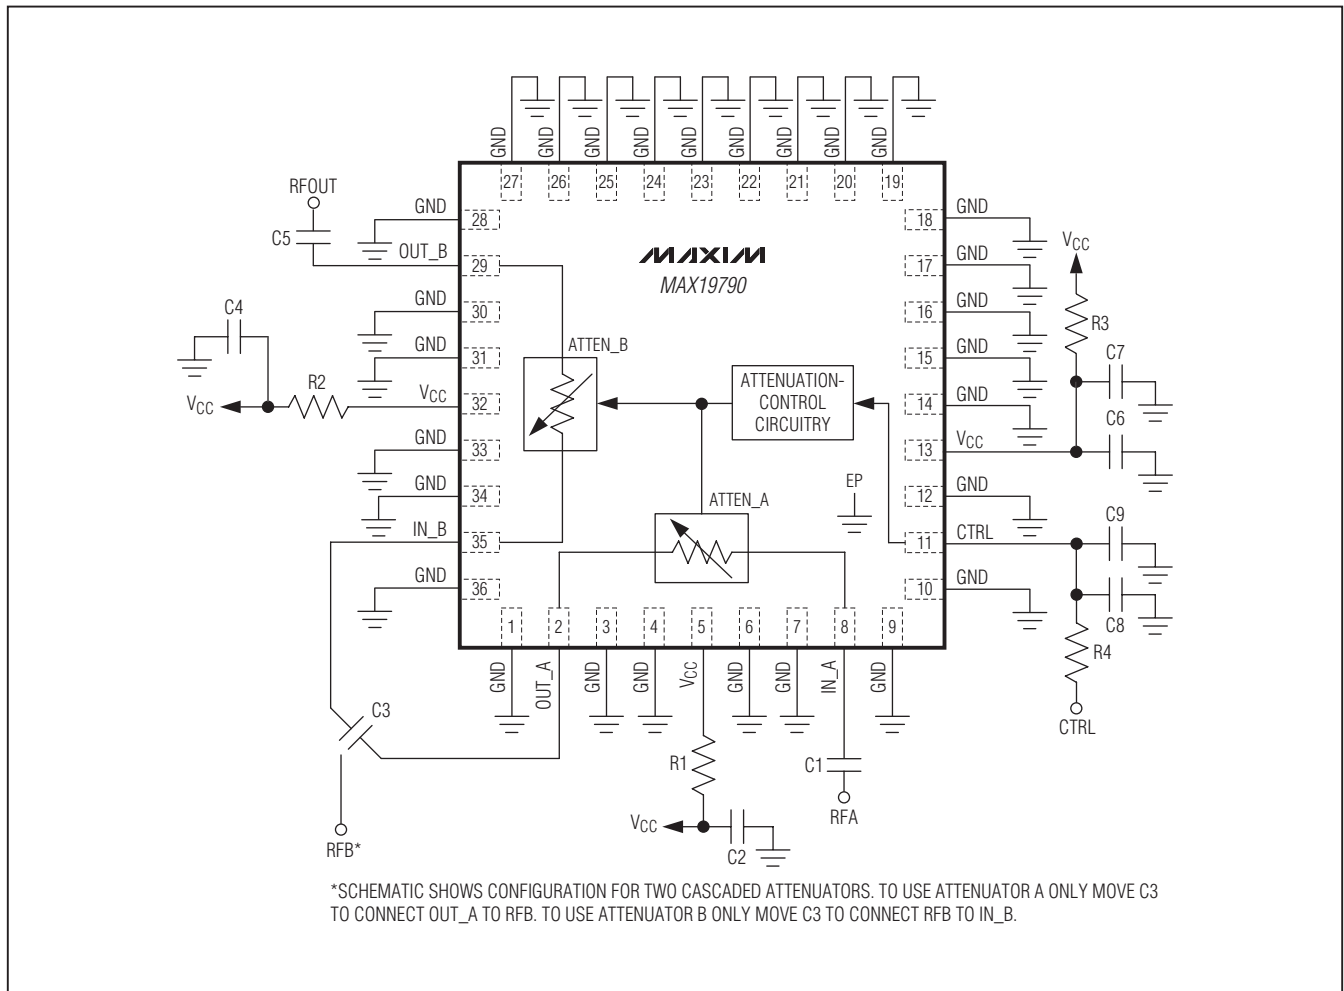 GND GND GND GND GND GND GND GND GND
27 26 25 24 23 22 21 20 19
RFOUT
C5
GND 28
OUT_B 29
GND 30
GND 31
C4
R2
VCC
VCC 32
GND 33
GND 34
IN_B 35
GND 36
MAXIM
MAX19790
ATTEN_B
ATTENUATION-
CONTROL
CIRCUITRY
EP
ATTEN_A
18 GND
17 GND
16 GND
15 GND
14 GND
13 VCC
12 GND
11 CTRL
10 GND
VCC
R3
C7
C6
C9
C8
R4
CTRL
1 2 3 4 5 6 7 8 9
GND OUT_A GND GND VCC GND GND IN_A GND
C3
RFB*
R1
VCC
C2
C1
RFA
*SCHEMATIC SHOWS CONFIGURATION FOR TWO CASCADED ATTENUATORS. TO USE ATTENUATOR A ONLY MOVE C3
TO CONNECT OUT_A TO RFB. TO USE ATTENUATOR B ONLY MOVE C3 TO CONNECT RFB TO IN_B.